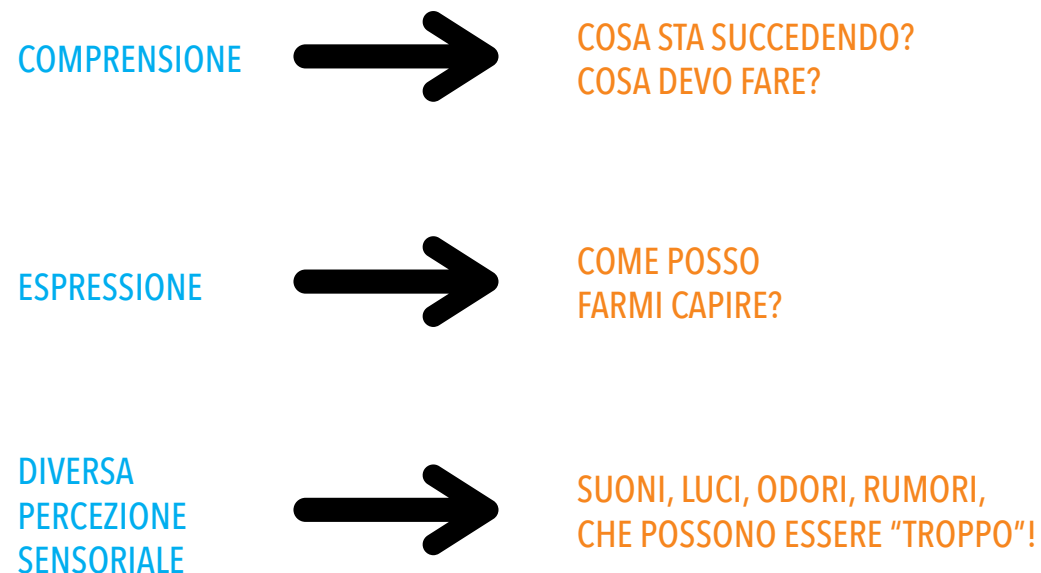 COMPRENSIONE
COSA STA SUCCEDENDO?
COSA DEVO FARE?
ESPRESSIONE
COME POSSO
FARMI CAPIRE?
DIVERSA
PERCEZIONE
SENSORIALE
SUONI, LUCI, ODORI, RUMORI,
CHE POSSONO ESSERE “TROPPO”!